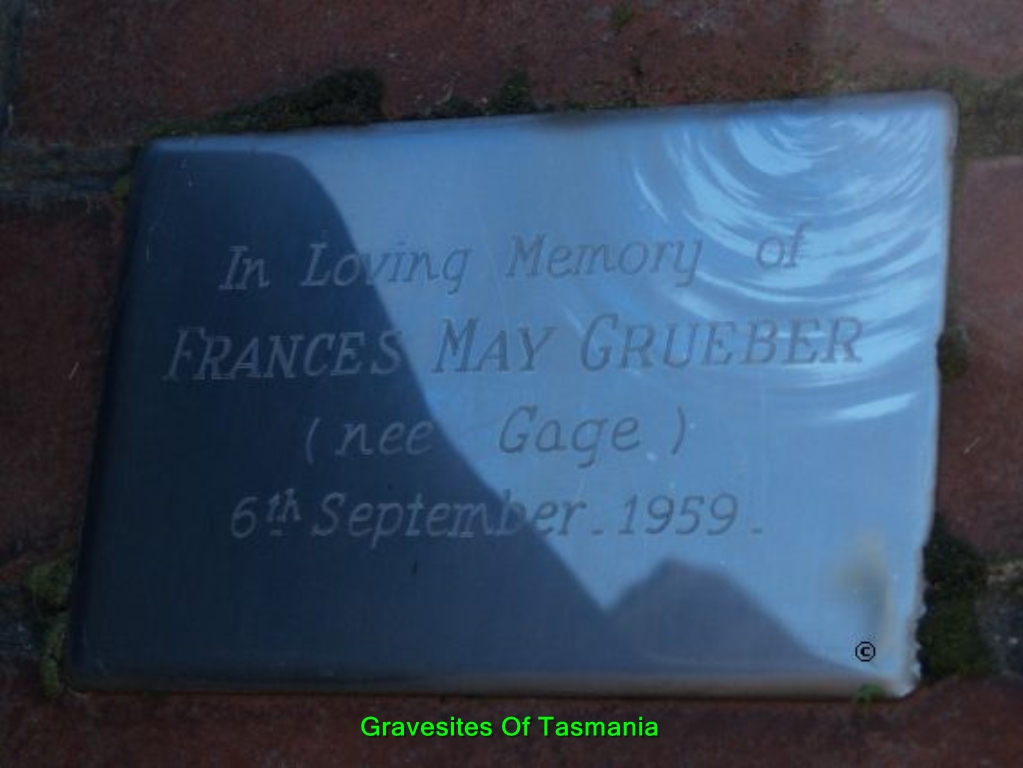 In Loving Memory of
FRANCES MAY GRUEBER
(nee Gage)
6th September. 1959.
©
Gravesites Of Tasmania